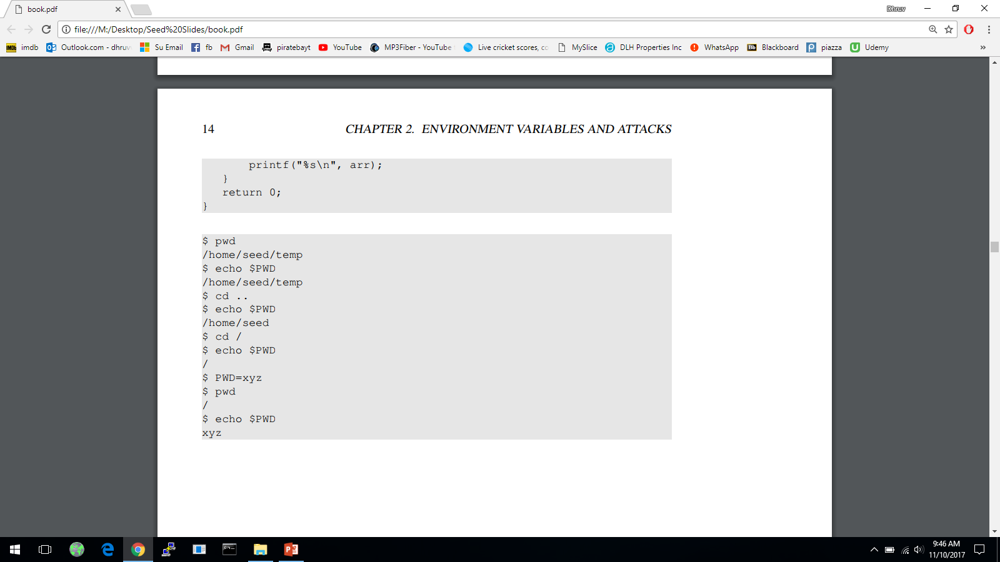 book.pdf
Dhruv
file:///M:/Desktop/Seed%20Slides/book.pdf
IMDb imdb Outlook.com - dhruv Su Email fb Gmail piratebayt YouTube MP3Fiber - YouTube Live cricket scores, co MySlice DLH Properties Inc WhatsApp Bb Blackboard piazza Udemy »
14 CHAPTER 2. ENVIRONMENT VARIABLES AND ATTACKS
printf("%s\n", arr);
}
return 0;
}
$ pwd
/home/seed/temp
$ echo $PWD
/home/seed/temp
$ cd ..
$ echo $PWD
/home/seed
$ cd /
$ echo $PWD
/
$ PWD=xyz
$ pwd
/
$ echo $PWD
xyz
9:46 AM
11/10/2017